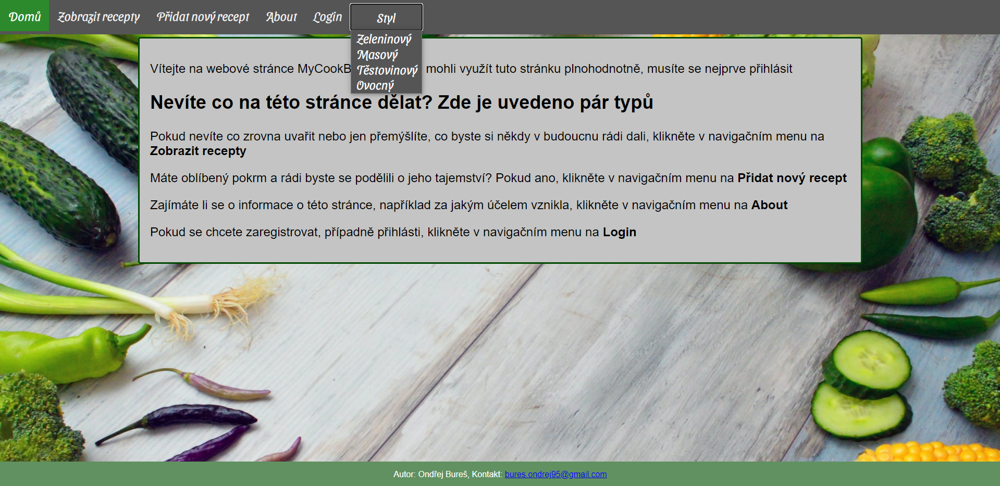 Domů Zobrazit recepty Přidat nový recept About Login Styl
Zeleninový
Masový
Těstovinový
Ovocný
Vítejte na webové stránce MyCookB mohli využít tuto stránku plnohodnotně, musíte se nejprve přihlásit
Nevíte co na této stránce dělat? Zde je uvedeno pár typů
Pokud nevíte co zrovna uvařit nebo jen přemýšlíte, co byste si někdy v budoucnu rádi dali, klikněte v navigačním menu na
Zobrazit recepty
Máte oblíbený pokrm a rádi byste se podělili o jeho tajemství? Pokud ano, klikněte v navigačním menu na Přidat nový recept
Zajímáte li se o informace o této stránce, například za jakým účelem vznikla, klikněte v navigačním menu na About
Pokud se chcete zaregistrovat, případně přihlásti, klikněte v navigačním menu na Login
Autor: Ondřej Bureš, Kontakt: bures.ondrej95@gmail.com